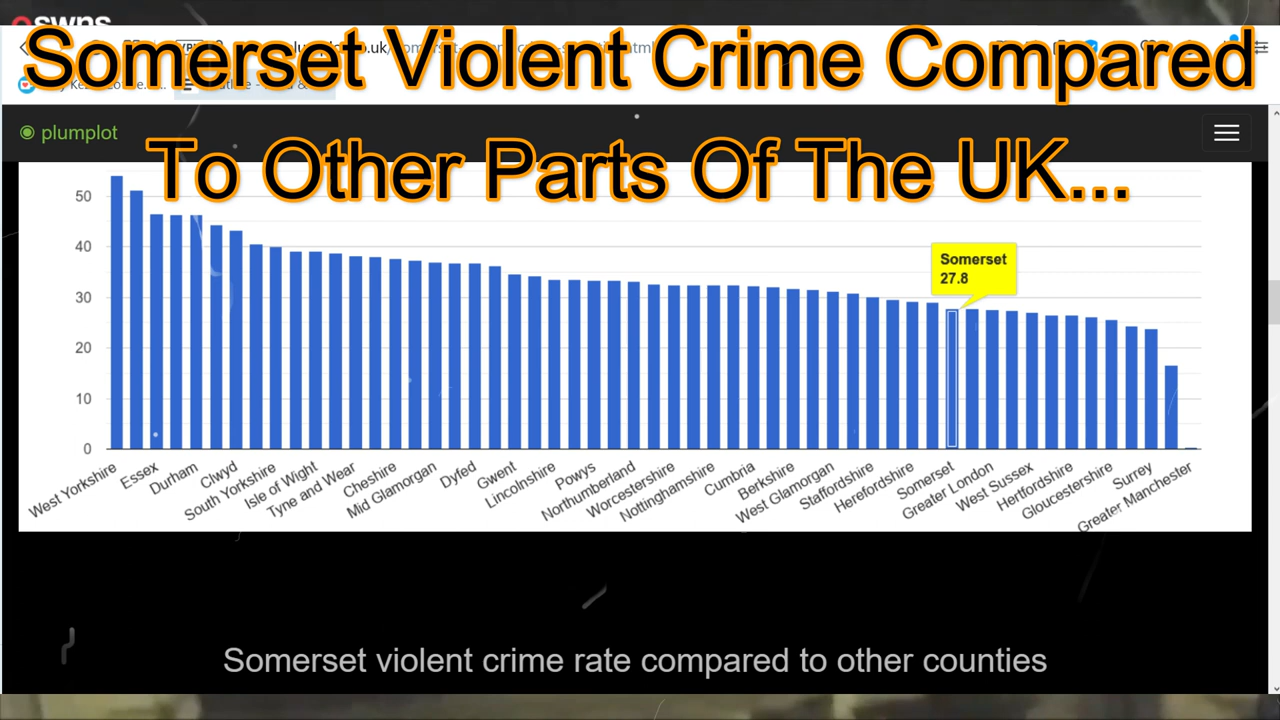 swns
Somerset Violent Crime Compared
To Other Parts Of The UK...
plumplot
50
40
30
20
10
0
Somerset
27.8
West Yorkshire
Essex
Durham
Clwyd
South Yorkshire
Isle of Wight
Tyne and Wear
Cheshire
Mid Glamorgan
Dyfed
Gwent
Lincolnshire
Powys
Northumberland
Worcestershire
Nottinghamshire
Cumbria
Berkshire
West Glamorgan
Staffordshire
Herefordshire
Somerset
Greater London
West Sussex
Hertfordshire
Gloucestershire
Surrey
Greater Manchester
Somerset violent crime rate compared to other counties